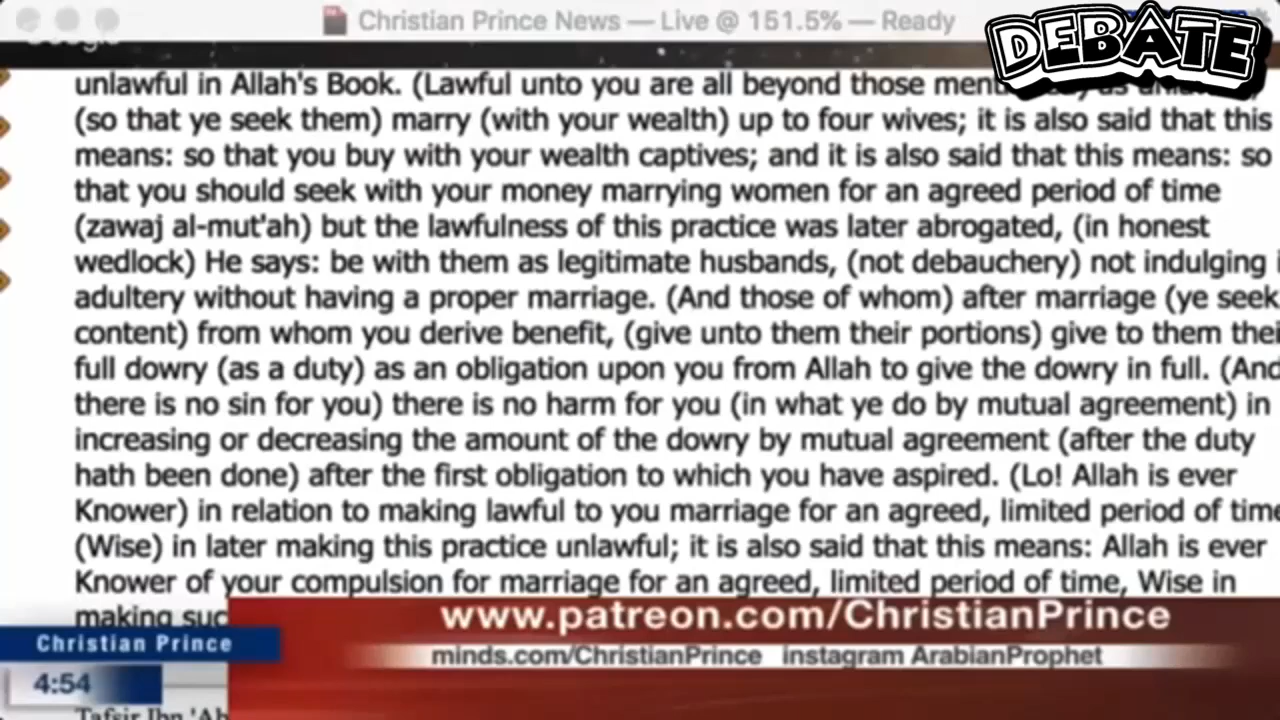 Christian Prince News — Live @ 151.5% — Ready
DEBATE
Google
unlawful in Allah's Book. (Lawful unto you are all beyond those
(so that ye seek them) marry (with your wealth) up to four wives; it is also said that this
means: so that you buy with your wealth captives; and it is also said that this means: so
that you should seek with your money marrying women for an agreed period of time
(zawaj al-mut'ah) but the lawfulness of this practice was later abrogated, (in honest
wedlock) He says: be with them as legitimate husbands, (not debauchery) not indulging i
adultery without having a proper marriage. (And those of whom) after marriage (ye seek
content) from whom you derive benefit, (give unto them their portions) give to them thei
full dowry (as a duty) as an obligation upon you from Allah to give the dowry in full. (And
there is no sin for you) there is no harm for you (in what ye do by mutual agreement) in
increasing or decreasing the amount of the dowry by mutual agreement (after the duty
hath been done) after the first obligation to which you have aspired. (Lo! Allah is ever
Knower) in relation to making lawful to you marriage for an agreed, limited period of time
(Wise) in later making this practice unlawful; it is also said that this means: Allah is ever
Knower of your compulsion for marriage for an agreed, limited period of time, Wise in
making suc
www.patreon.com/ChristianPrince
Christian Prince
minds.com/ChristianPrince instagram ArabianProphet
4:54
Tafsir Ibn 'Ab